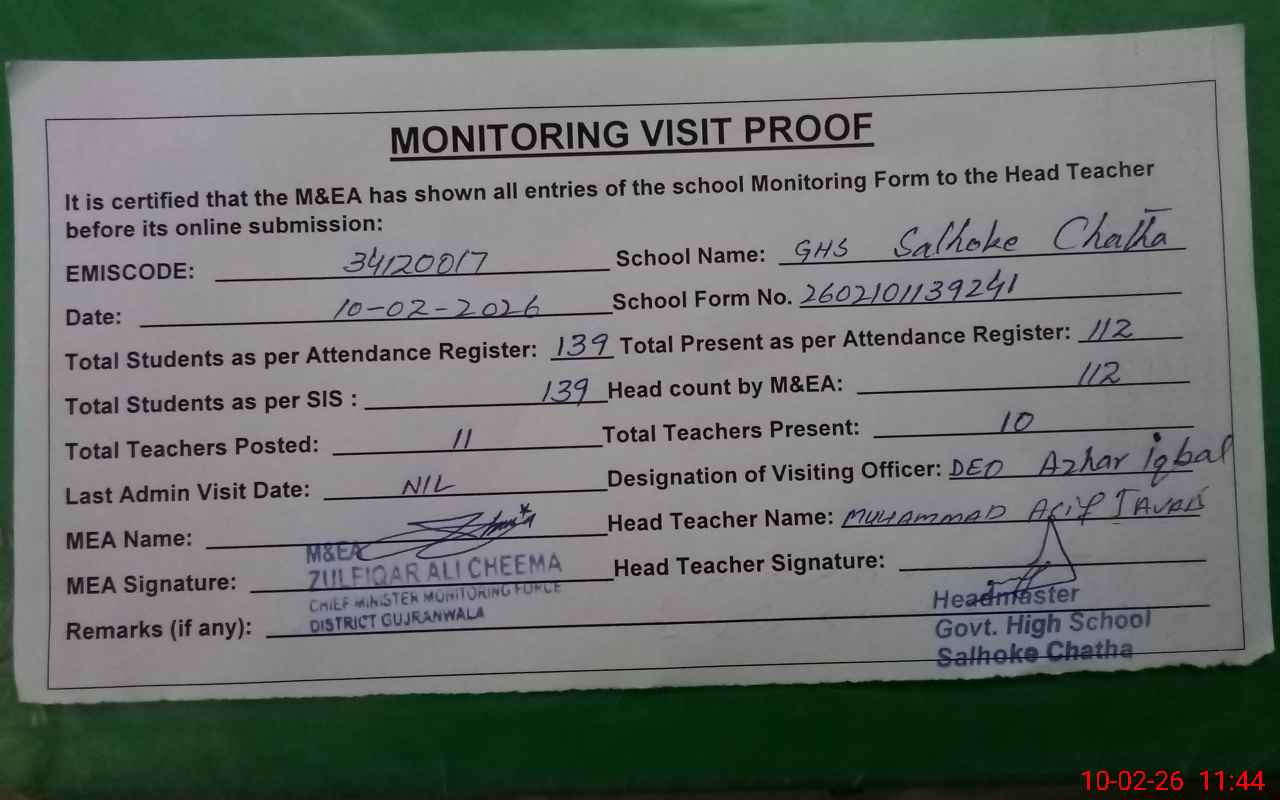 MONITORING VISIT PROOF
It is certified that the M&EA has shown all entries of the school Monitoring Form to the Head Teacher
before its online submission:
EMISCODE: 34120017 School Name: GHS Salhoke Chatha
Date: 10-02-2026 School Form No. 2602101139241
Total Students as per Attendance Register: 139 Total Present as per Attendance Register: 112
Total Students as per SIS : 139 Head count by M&EA: 112
Total Teachers Posted: 11 Total Teachers Present: 10
Last Admin Visit Date: NIL Designation of Visiting Officer: DEO Azhar iqbal
MEA Name: Head Teacher Name: MUHAMMAD Asif
MEA Signature: Head Teacher Signature:
M&EA
ZULFIQAR ALI CHEEMA
CHIEF MINISTER MONITORING FORCE
DISTRICT GUJRANWALA
Remarks (if any):
Headmaster
Govt. High School
Salhoke Chatha
10-02-26 11:44